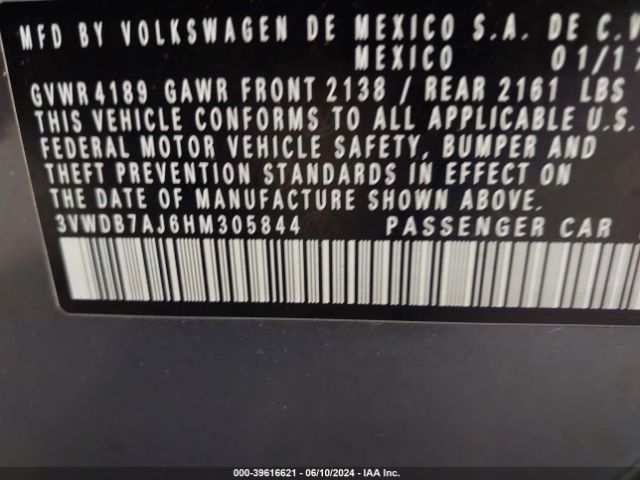 MFD BY VOLKSWAGEN DE MEXICO S.A. DE C.V
MEXICO 01/17
GVWR 4189 GAWR FRONT 2138 / REAR 2161 LBS
THIS VEHICLE CONFORMS TO ALL APPLICABLE U.S.
FEDERAL MOTOR VEHICLE SAFETY, BUMPER AND
THEFT PREVENTION STANDARDS IN EFFECT ON
THE DATE OF MANUFACTURE SHOWN ABOVE.
3VWDB7AJ6HM305844 PASSENGER CAR
000-39616621 - 06/10/2024 - IAAI.COM